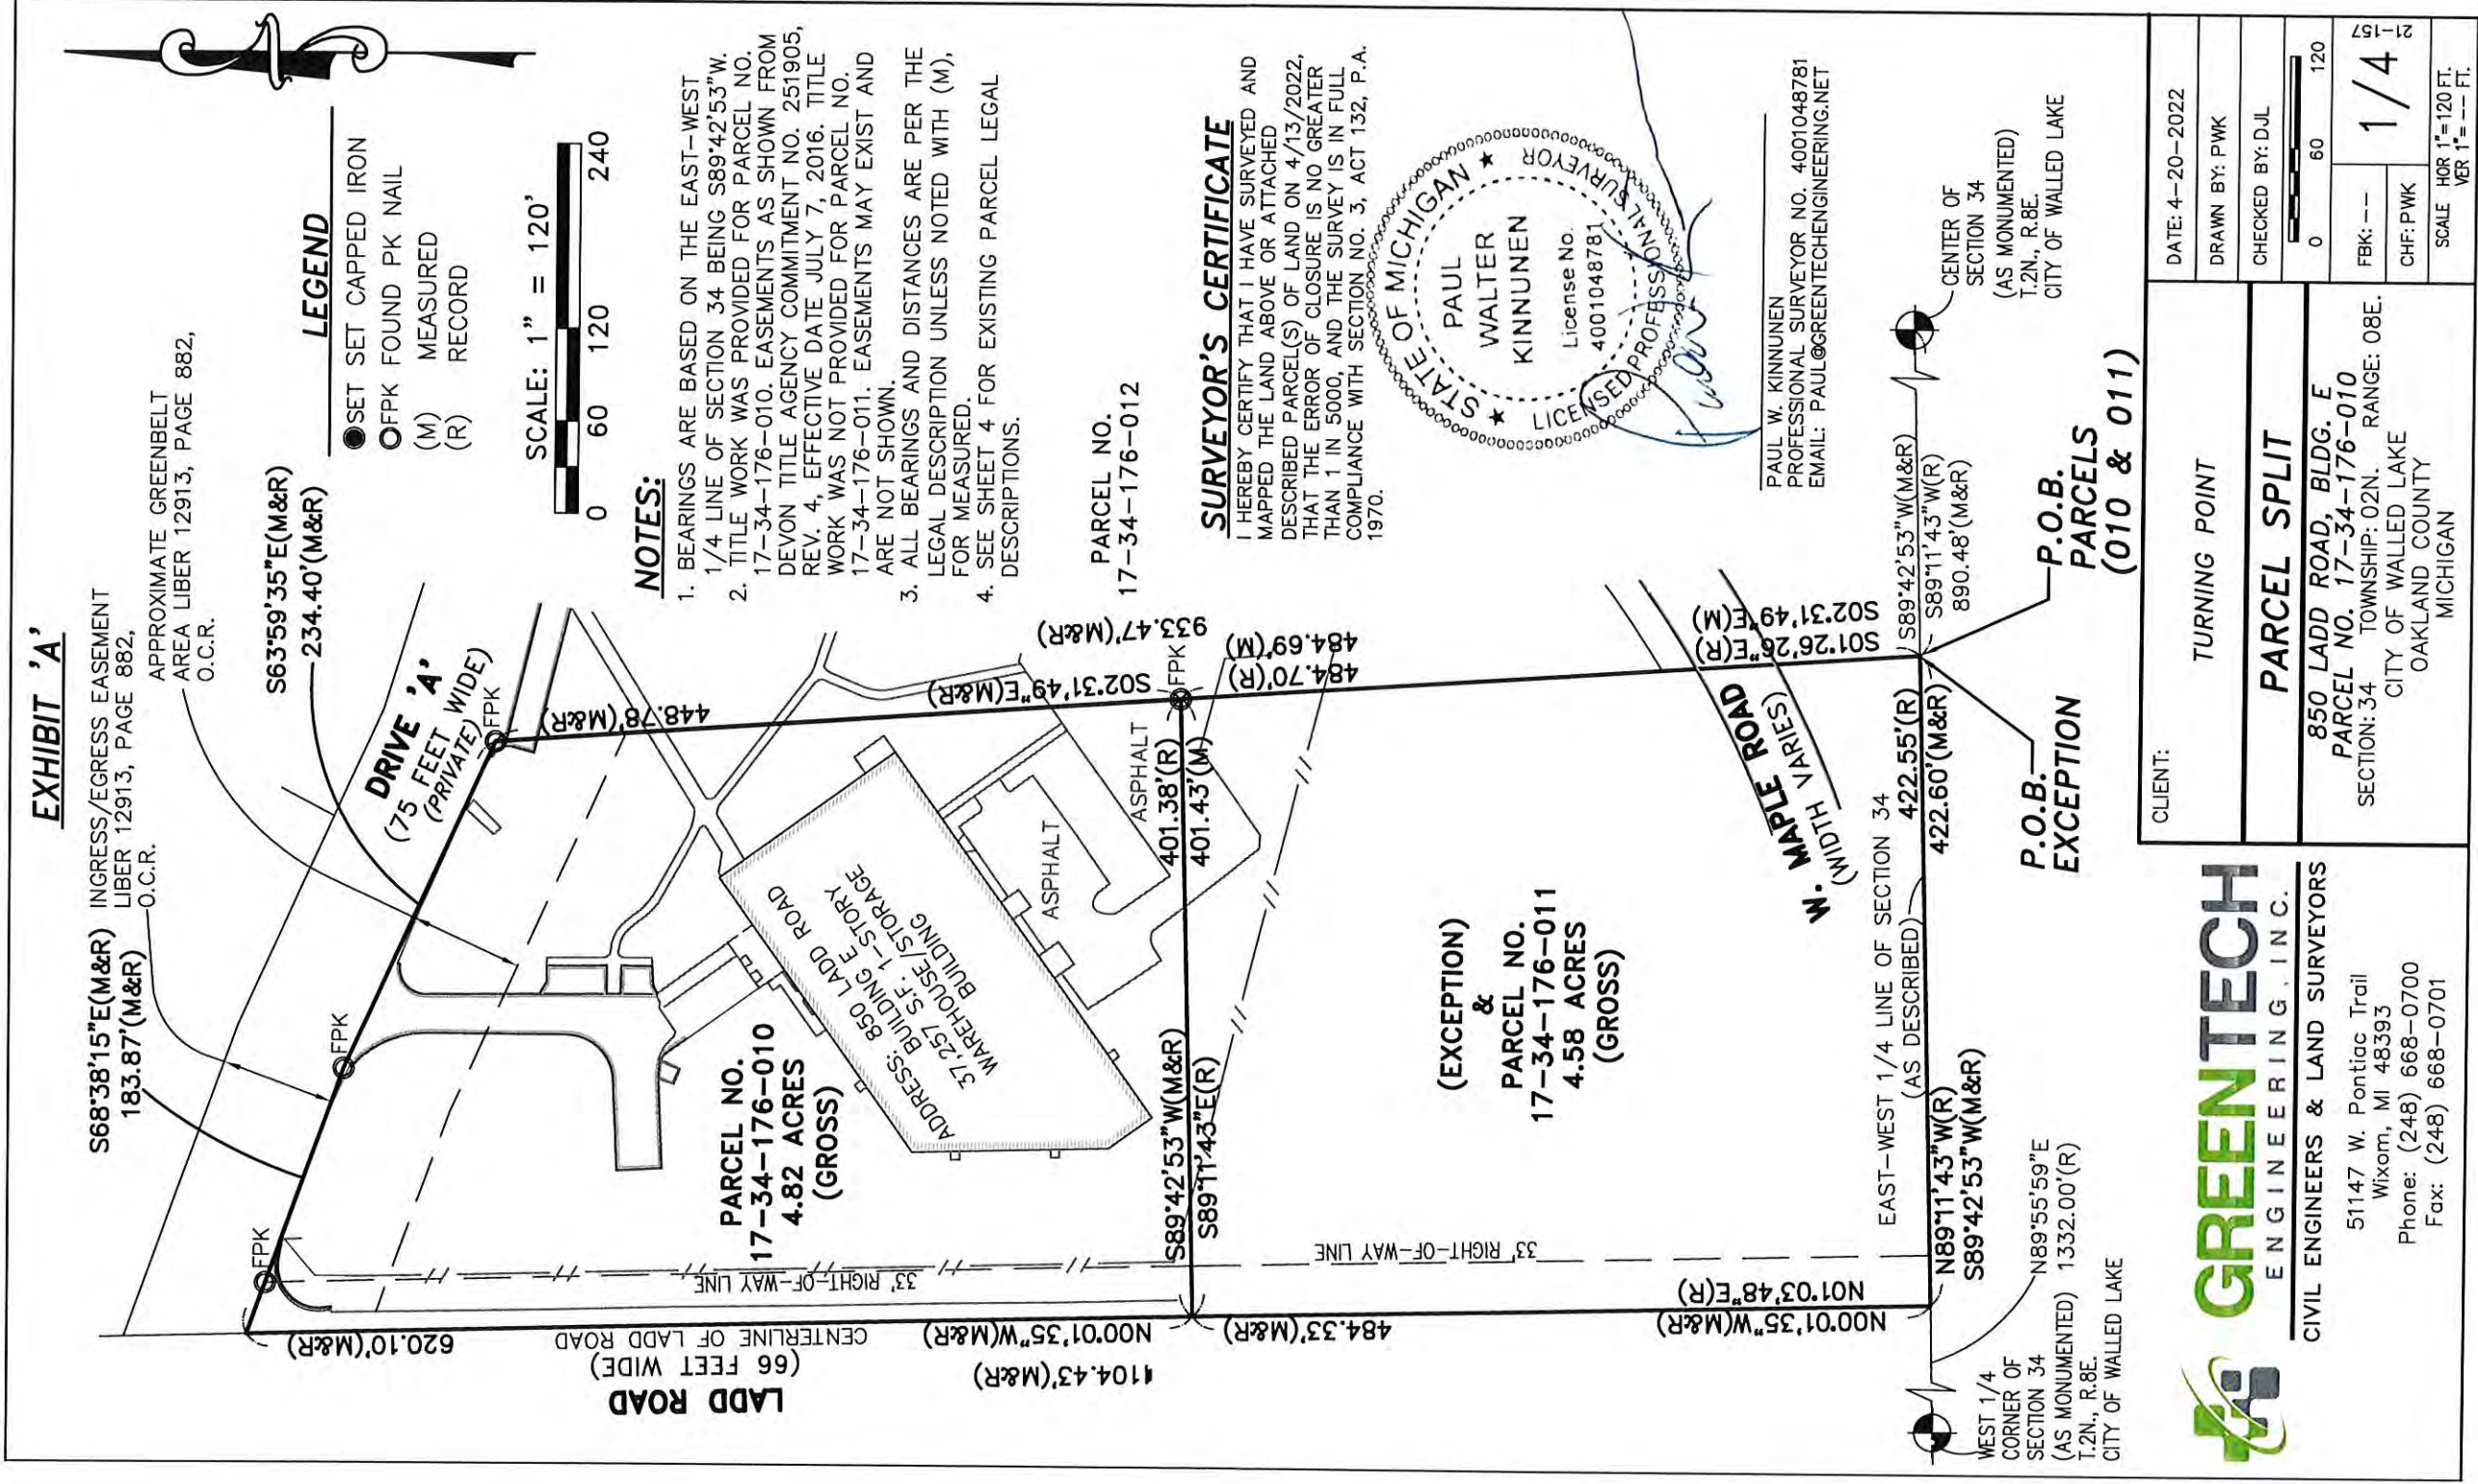 EXHIBIT 'A'
S68°38'15"E(M&R)
183.87'(M&R)
INGRESS/EGRESS EASEMENT
LIBER 12913, PAGE 882,
O.C.R.
APPROXIMATE GREENBELT
AREA LIBER 12913, PAGE 882,
O.C.R.
S63°59'35"E(M&R)
234.40'(M&R)
DRIVE 'A'
(75 FEET WIDE)
(PRIVATE)
FPK
FPK
FPK
LEGEND
SET SET CAPPED IRON
FPK FOUND PK NAIL
(M) MEASURED
(R) RECORD
SCALE: 1" = 120'
0 60 120 240
NOTES:
1. BEARINGS ARE BASED ON THE EAST-WEST
1/4 LINE OF SECTION 34 BEING S89°42'53"W.
2. TITLE WORK WAS PROVIDED FOR PARCEL NO.
17-34-176-010. EASEMENTS AS SHOWN FROM
DEVON TITLE AGENCY COMMITMENT NO. 251905,
REV. 4, EFFECTIVE DATE JULY 7, 2016. TITLE
WORK WAS NOT PROVIDED FOR PARCEL NO.
17-34-176-011. EASEMENTS MAY EXIST AND
ARE NOT SHOWN.
3. ALL BEARINGS AND DISTANCES ARE PER THE
LEGAL DESCRIPTION UNLESS NOTED WITH (M),
FOR MEASURED.
4. SEE SHEET 4 FOR EXISTING PARCEL LEGAL
DESCRIPTIONS.
PARCEL NO.
17-34-176-012
SURVEYOR'S CERTIFICATE
I HEREBY CERTIFY THAT I HAVE SURVEYED AND
MAPPED THE LAND ABOVE OR ATTACHED
DESCRIBED PARCEL(S) OF LAND ON 4/13/2022,
THAT THE ERROR OF CLOSURE IS NO GREATER
THAN 1 IN 5000, AND THE SURVEY IS IN FULL
COMPLIANCE WITH SECTION NO. 3, ACT 132, P.A.
1970.
STATE OF MICHIGAN
PAUL
WALTER
KINNUNEN
License No.
4001048781
LICENSED PROFESSIONAL SURVEYOR
PAUL W. KINNUNEN
PROFESSIONAL SURVEYOR NO. 4001048781
EMAIL: PAUL@GREENTECHENGINEERING.NET
620.10'(M&R)
CENTERLINE OF LADD ROAD
(66 FEET WIDE)
LADD ROAD
N00°01'35"W(M&R)
1104.43'(M&R)
484.33'(M&R)
N01°03'48"E(R)
N00°01'35"W(M&R)
33' RIGHT-OF-WAY LINE
33' RIGHT-OF-WAY LINE
PARCEL NO.
17-34-176-010
4.82 ACRES
(GROSS)
ADDRESS: 850 LADD ROAD
BUILDING E
37,257 S.F. 1-STORY
WAREHOUSE/STORAGE
BUILDING
ASPHALT
ASPHALT
448.78'(M&R)
S02°31'49"E(M&R)
933.47'(M&R)
FPK
401.38'(R)
401.43'(M)
484.70'(R)
484.69'(M)
S89°42'53"W(M&R)
S89°11'43"E(R)
(EXCEPTION)
&
PARCEL NO.
17-34-176-011
4.58 ACRES
(GROSS)
S01°26'26"E(R)
S02°31'49"E(M)
W. MAPLE ROAD
(WIDTH VARIES)
EAST-WEST 1/4 LINE OF SECTION 34
(AS DESCRIBED)
422.55'(R)
422.60'(M&R)
S89°42'53"W(M&R)
S89°11'43"W(R)
890.48'(M&R)
N89°11'43"W(R)
S89°42'53"W(M&R)
P.O.B.
EXCEPTION
P.O.B.
PARCELS
(010 & 011)
CENTER OF
SECTION 34
(AS MONUMENTED)
T.2N., R.8E.
CITY OF WALLED LAKE
WEST 1/4
CORNER OF
SECTION 34
(AS MONUMENTED)
T.2N., R.8E.
CITY OF WALLED LAKE
N89°55'59"E
1332.00'(R)
GREENTECH
ENGINEERING, INC.
CIVIL ENGINEERS & LAND SURVEYORS
51147 W. Pontiac Trail
Wixom, MI 48393
Phone: (248) 668-0700
Fax: (248) 668-0701
CLIENT:
TURNING POINT
PARCEL SPLIT
850 LADD ROAD, BLDG. E
PARCEL NO. 17-34-176-010
SECTION: 34 TOWNSHIP: 02N. RANGE: 08E.
CITY OF WALLED LAKE
OAKLAND COUNTY
MICHIGAN
DATE: 4-20-2022
DRAWN BY: PWK
CHECKED BY: DJL
0 60 120
FBK: --
CHF: PWK
1/4
21-157
SCALE HOR 1"=120 FT.
VER 1"= -- FT.